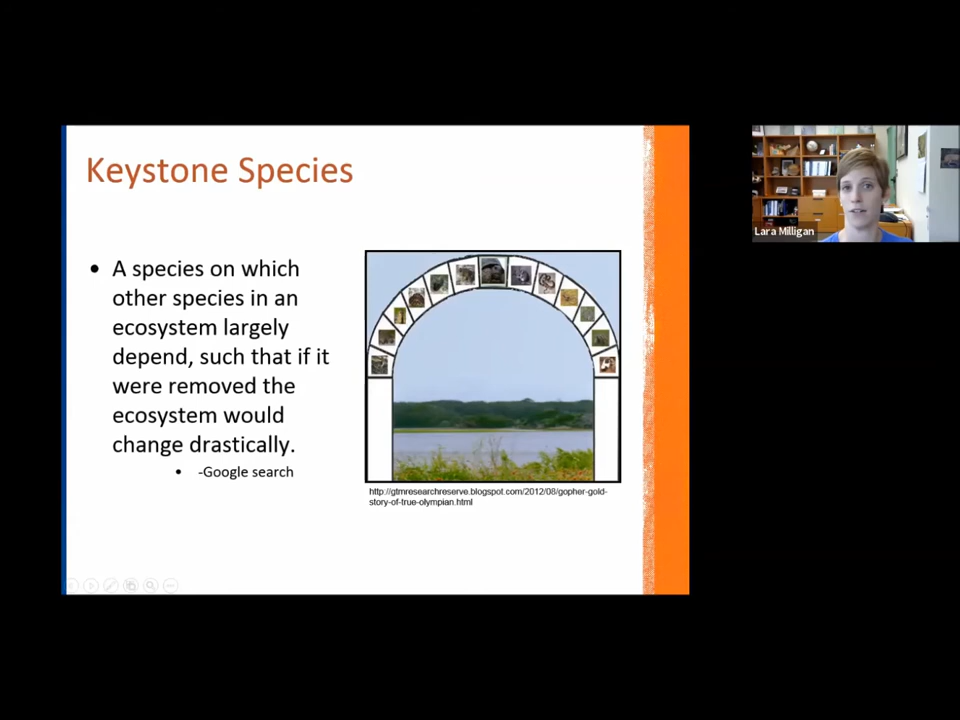 Keystone Species
• A species on which
other species in an
ecosystem largely
depend, such that if it
were removed the
ecosystem would
change drastically.
• -Google search
http://gtmresearchreserve.blogspot.com/2012/08/gopher-gold-
story-of-true-olympian.html
Lara Milligan